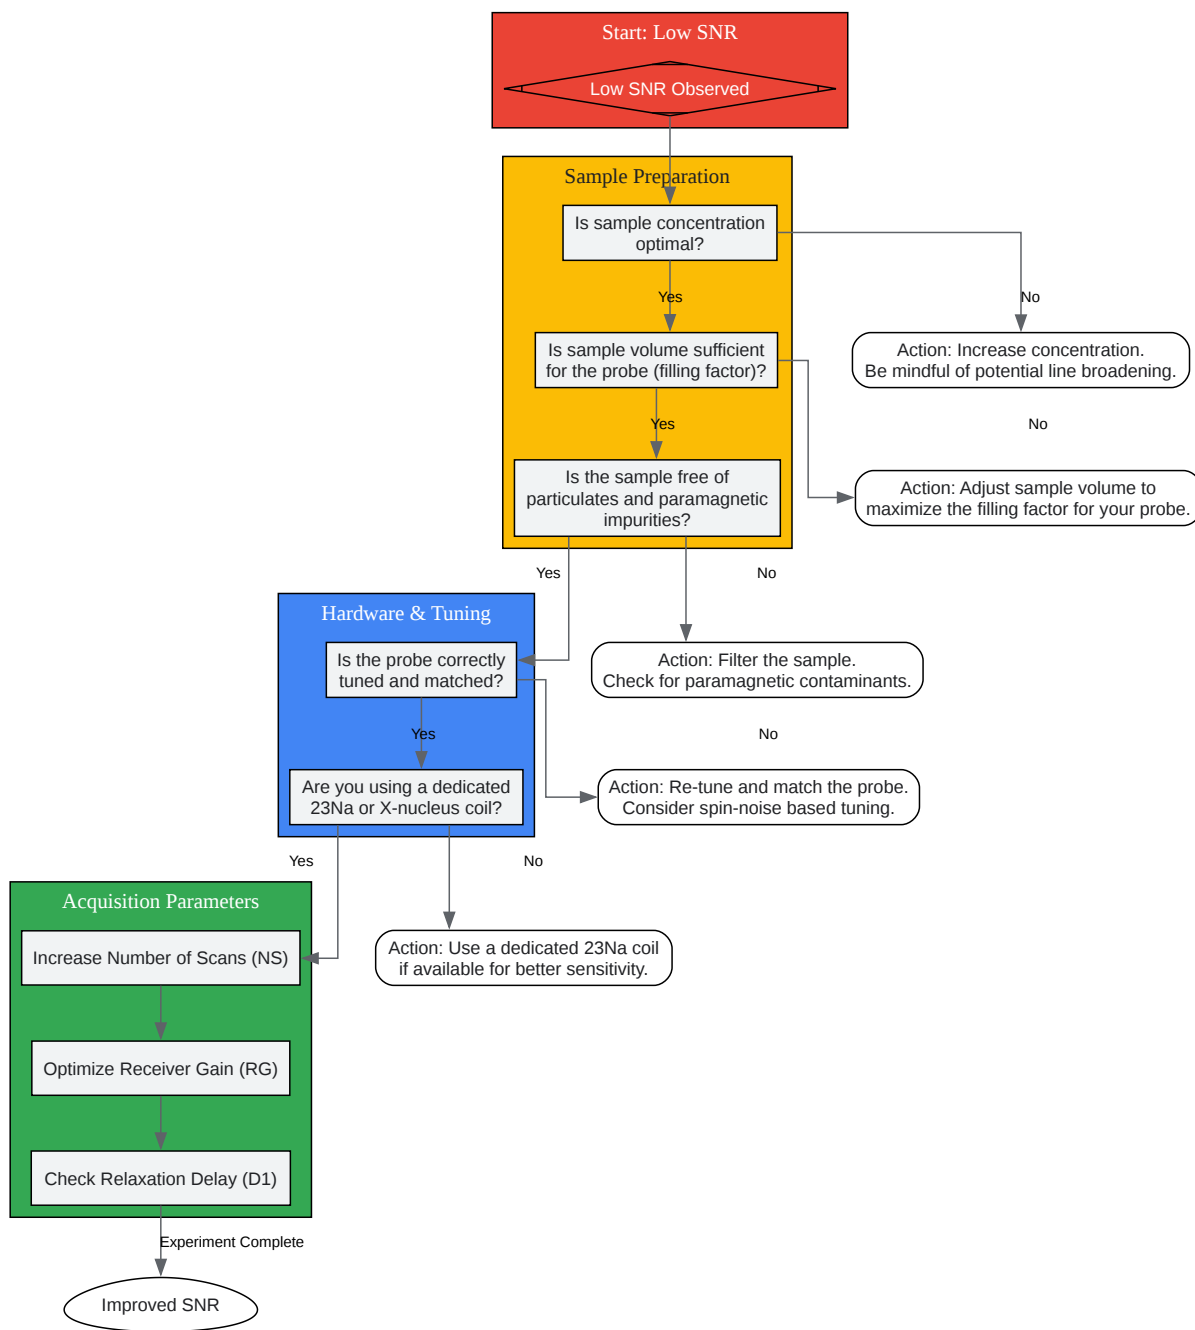 Start: Low SNR
Low SNR Observed
Sample Preparation
Is sample concentration
optimal?
Yes
No
Is sample volume sufficient
for the probe (filling factor)?
Action: Increase concentration.
Be mindful of potential line broadening.
Yes
No
Is the sample free of
particulates and paramagnetic
impurities?
Action: Adjust sample volume to
maximize the filling factor for your probe.
Yes
No
Hardware & Tuning
Is the probe correctly
tuned and matched?
Action: Filter the sample.
Check for paramagnetic contaminants.
Yes
No
Are you using a dedicated
23Na or X-nucleus coil?
Action: Re-tune and match the probe.
Consider spin-noise based tuning.
Yes
No
Acquisition Parameters
Increase Number of Scans (NS)
Action: Use a dedicated 23Na coil
if available for better sensitivity.
Optimize Receiver Gain (RG)
Check Relaxation Delay (D1)
Experiment Complete
Improved SNR